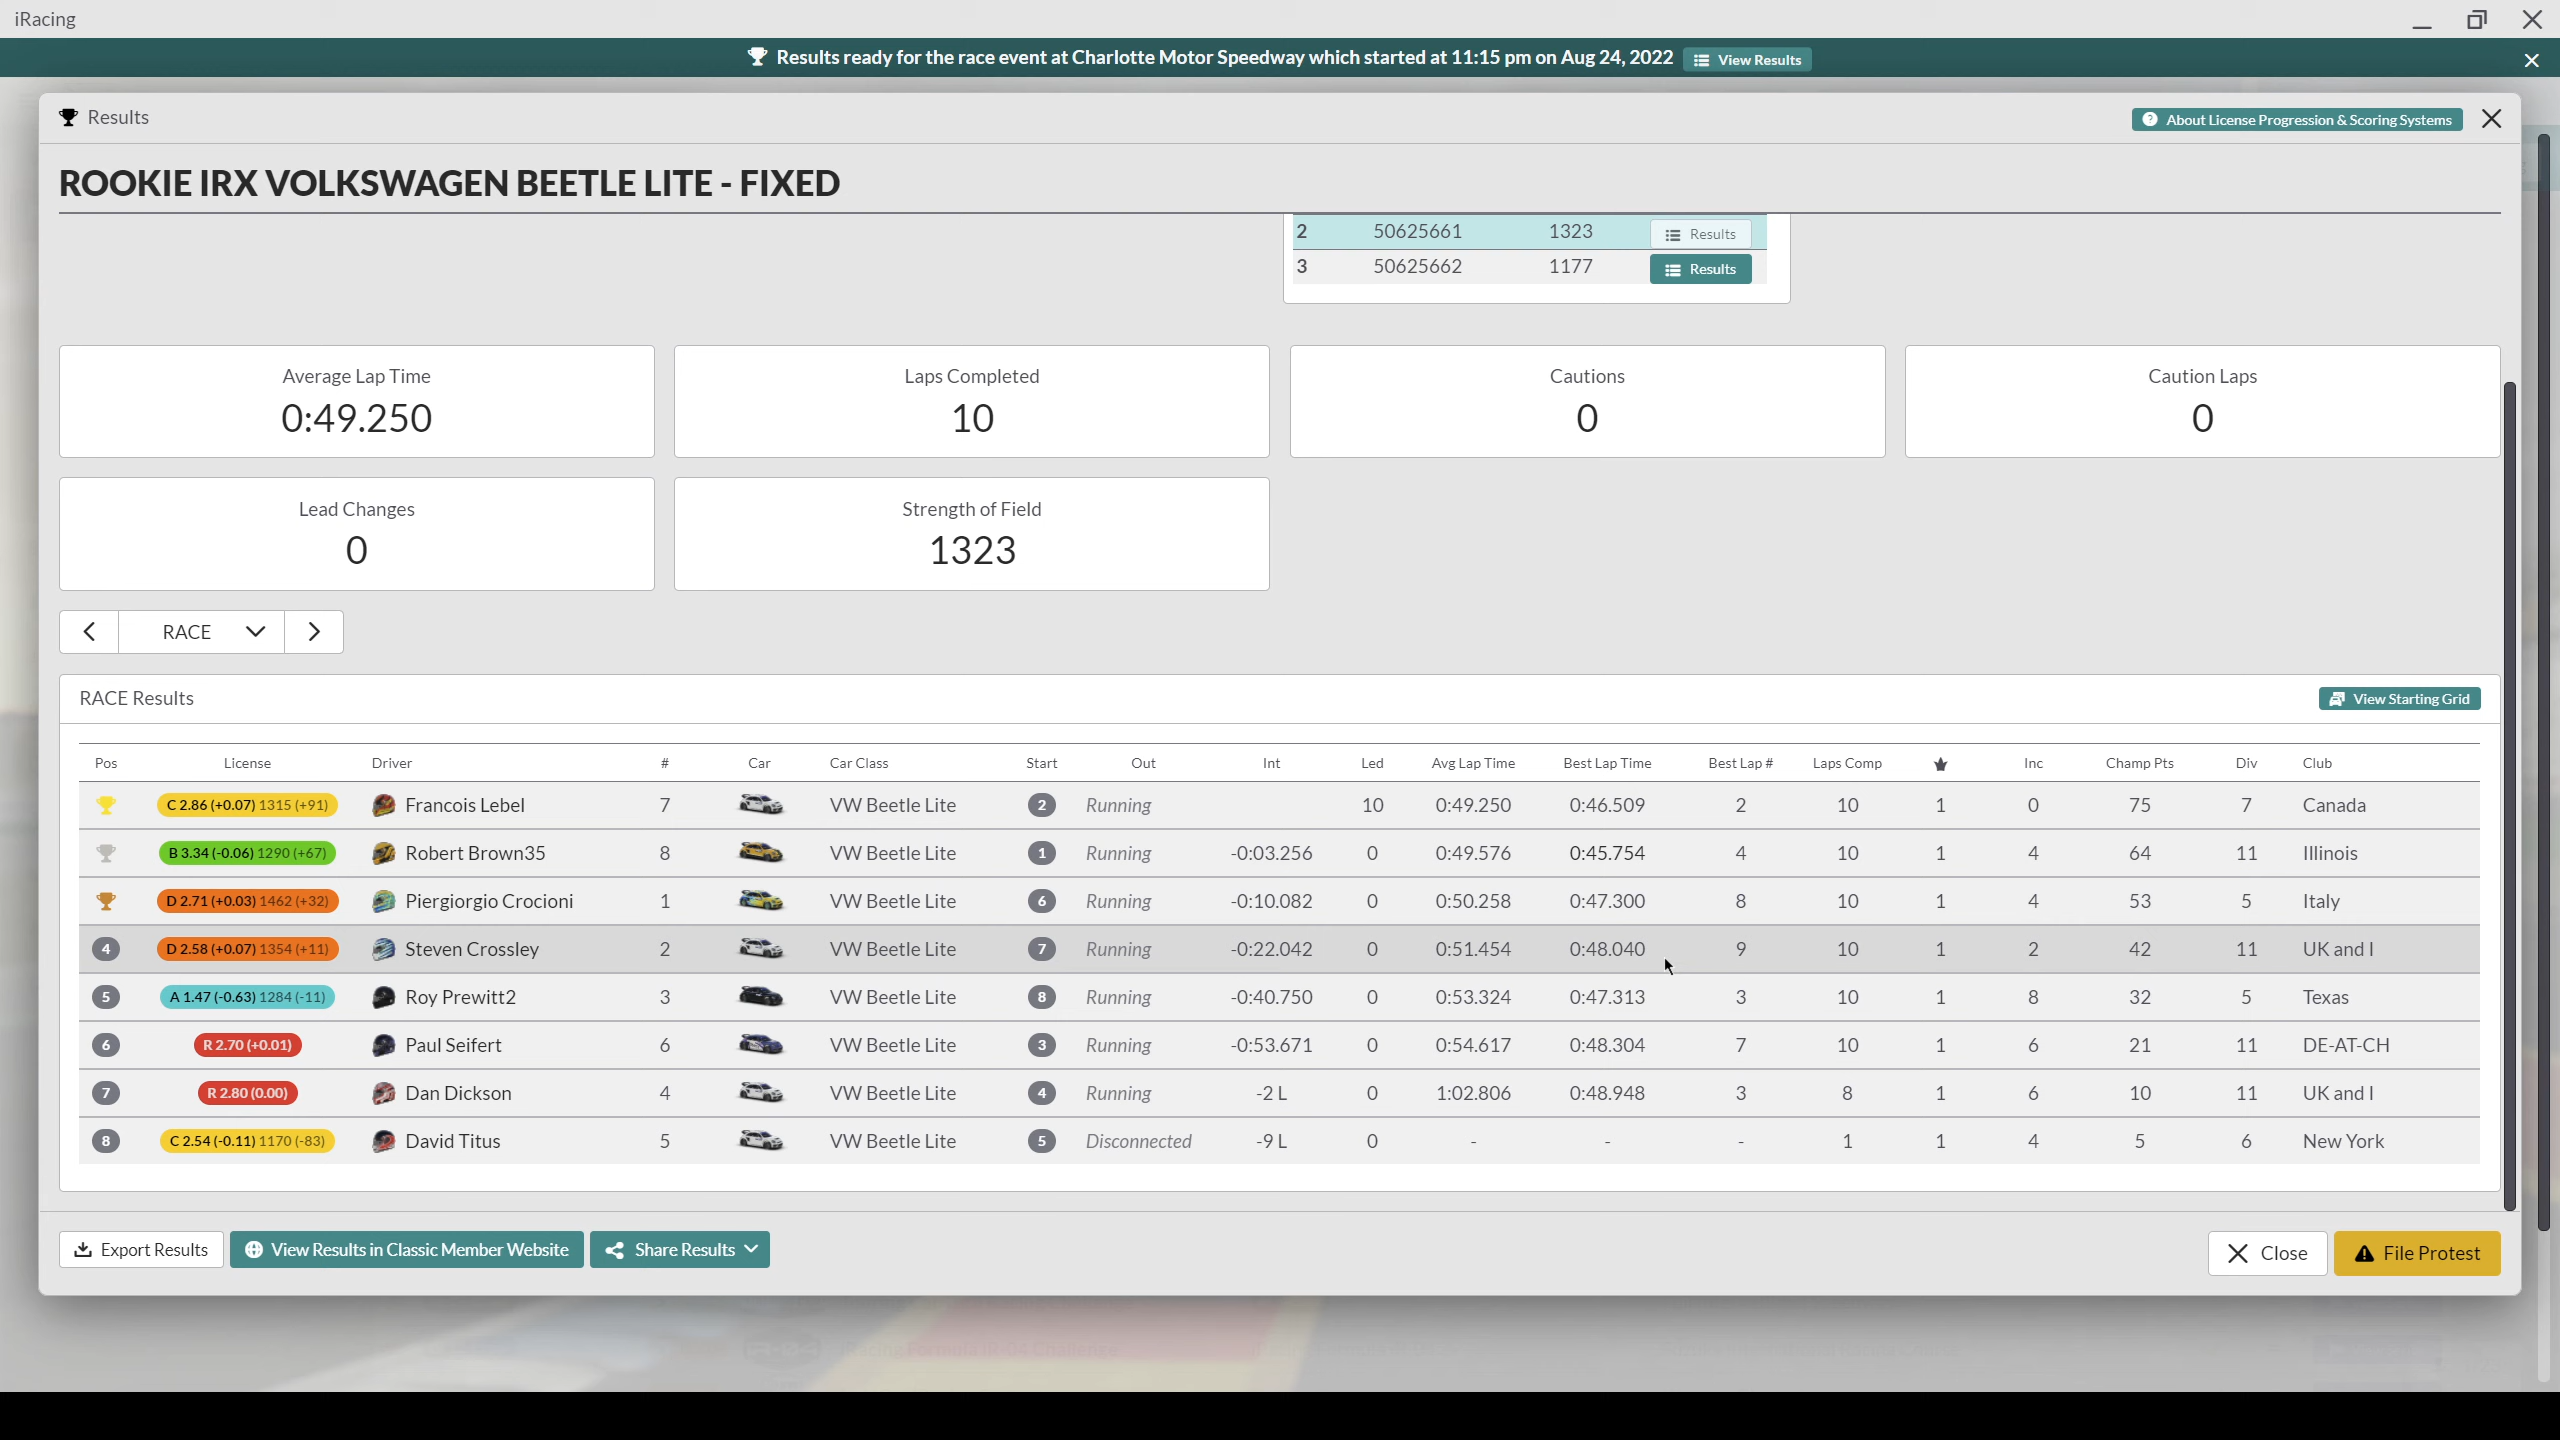 iRacing
Results ready for the race event at Charlotte Motor Speedway which started at 11:15 pm on Aug 24, 2022 View Results
Results About License Progression & Scoring Systems
ROOKIE IRX VOLKSWAGEN BEETLE LITE - FIXED
2 50625661 1323 Results
3 50625662 1177 Results
Average Lap Time Laps Completed Cautions Caution Laps
0:49.250 10 0 0
Lead Changes Strength of Field
0 1323
RACE
RACE Results View Starting Grid
Pos License Driver # Car Car Class Start Out Int Led Avg Lap Time Best Lap Time Best Lap # Laps Comp Inc Champ Pts Div Club
C 2.86 (+0.07) 1315 (+91) Francois Lebel 7 VW Beetle Lite 2 Running 10 0:49.250 0:46.509 2 10 1 0 75 7 Canada
B 3.34 (-0.06) 1290 (+67) Robert Brown35 8 VW Beetle Lite 1 Running -0:03.256 0 0:49.576 0:45.754 4 10 1 4 64 11 Illinois
D 2.71 (+0.03) 1462 (+32) Piergiorgio Crocioni 1 VW Beetle Lite 6 Running -0:10.082 0 0:50.258 0:47.300 8 10 1 4 53 5 Italy
4 D 2.58 (+0.07) 1354 (+11) Steven Crossley 2 VW Beetle Lite 7 Running -0:22.042 0 0:51.454 0:48.040 9 10 1 2 42 11 UK and I
5 A 1.47 (-0.63) 1284 (-11) Roy Prewitt2 3 VW Beetle Lite 8 Running -0:40.750 0 0:53.324 0:47.313 3 10 1 8 32 5 Texas
6 R 2.70 (+0.01) Paul Seifert 6 VW Beetle Lite 3 Running -0:53.671 0 0:54.617 0:48.304 7 10 1 6 21 11 DE-AT-CH
7 R 2.80 (0.00) Dan Dickson 4 VW Beetle Lite 4 Running -2 L 0 1:02.806 0:48.948 3 8 1 6 10 11 UK and I
8 C 2.54 (-0.11) 1170 (-83) David Titus 5 VW Beetle Lite 5 Disconnected -9 L 0 - - - 1 1 4 5 6 New York
Export Results View Results in Classic Member Website Share Results Close File Protest
iRacing Formula iR-04 Challenge